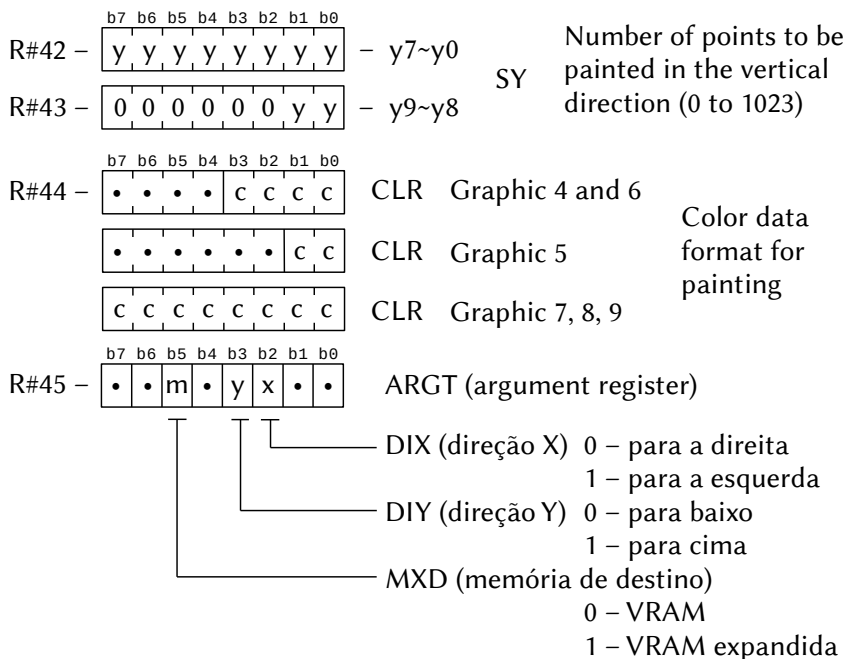 b7 b6 b5 b4 b3 b2 b1 b0
R#42 – y y y y y y y y – y7~y0
R#43 – 0 0 0 0 0 0 y y – y9~y8
SY
Number of points to be
painted in the vertical
direction (0 to 1023)
b7 b6 b5 b4 b3 b2 b1 b0
R#44 – • • • • c c c c CLR Graphic 4 and 6
• • • • • • c c CLR Graphic 5
c c c c c c c c CLR Graphic 7, 8, 9
Color data
format for
painting
b7 b6 b5 b4 b3 b2 b1 b0
R#45 – • • m • y x • • ARGT (argument register)
DIX (direção X) 0 – para a direita
1 – para a esquerda
DIY (direção Y) 0 – para baixo
1 – para cima
MXD (memória de destino)
0 – VRAM
1 – VRAM expandida